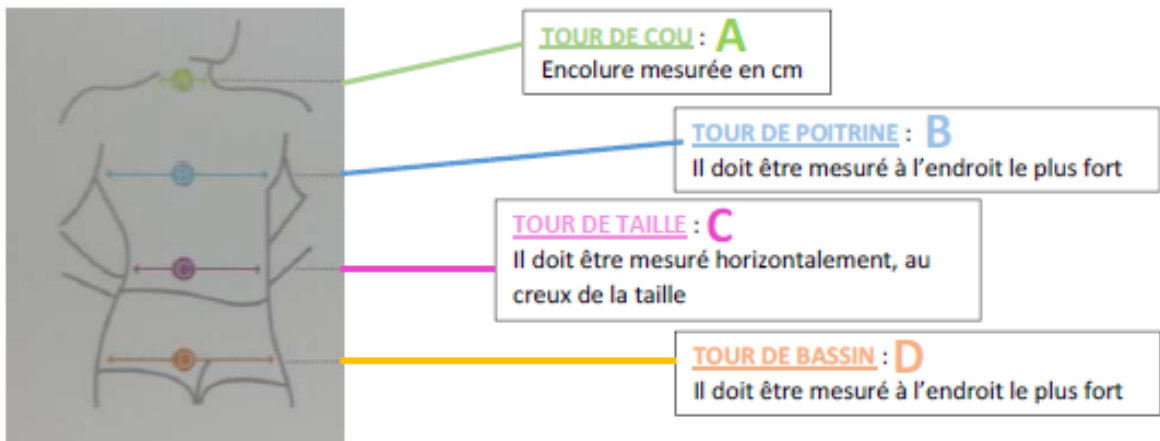 TOUR DE COU : A
Encolure mesurée en cm
TOUR DE POITRINE : B
Il doit être mesuré à l'endroit le plus fort
TOUR DE TAILLE : C
Il doit être mesuré horizontalement, au
creux de la taille
TOUR DE BASSIN : D
Il doit être mesuré à l'endroit le plus fort